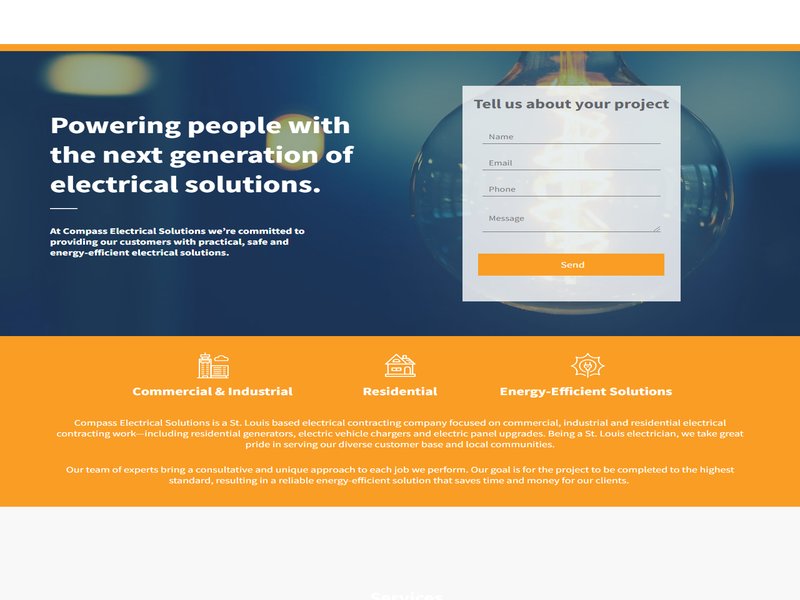 Powering people with
the next generation of
electrical solutions.
At Compass Electrical Solutions we're committed to
providing our customers with practical, safe and
energy-efficient electrical solutions.
Tell us about your project
Name
Email
Phone
Message
Send
Commercial & Industrial
Residential
Energy-Efficient Solutions
Compass Electrical Solutions is a St. Louis based electrical contracting company focused on commercial, industrial and residential electrical
contracting work—including residential generators, electric vehicle chargers and electric panel upgrades. Being a St. Louis electrician, we take great
pride in serving our diverse customer base and local communities.
Our team of experts bring a consultative and unique approach to each job we perform. Our goal is for the project to be completed to the highest
standard, resulting in a reliable energy-efficient solution that saves time and money for our clients.
Services